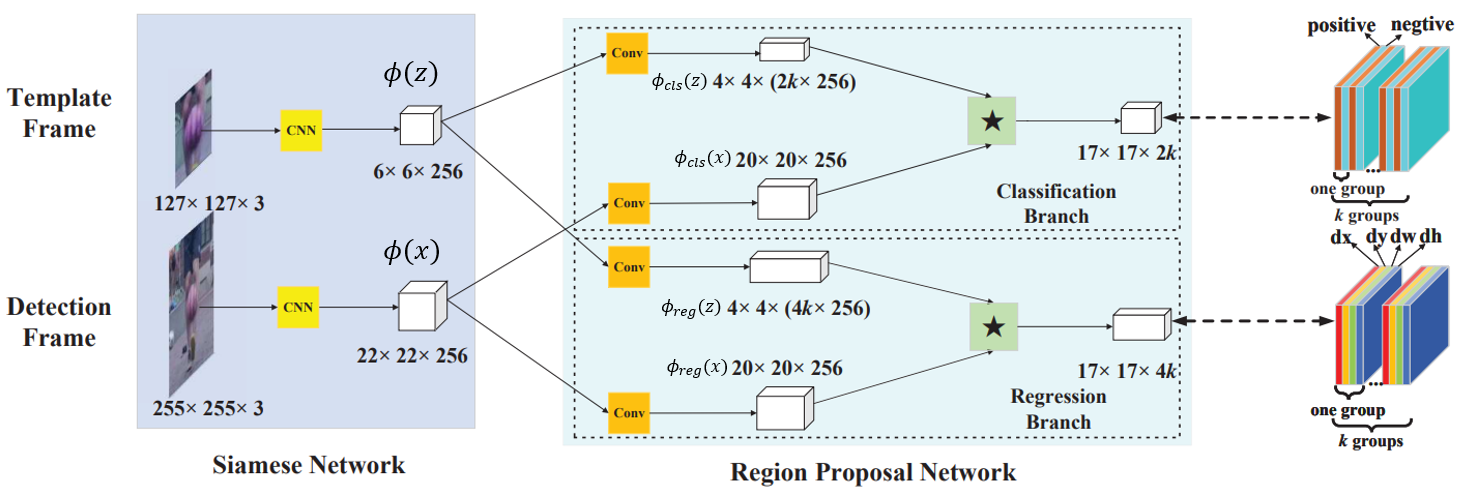 Template
Frame
127× 127× 3
CNN
ϕ(z)
6× 6× 256
Detection
Frame
255× 255× 3
CNN
ϕ(x)
22× 22× 256
Siamese Network
Conv
ϕcls(z) 4× 4× (2k× 256)
Conv
ϕcls(x) 20× 20× 256
★
17× 17× 2k
Classification
Branch
Conv
ϕreg(z) 4× 4× (4k× 256)
Conv
ϕreg(x) 20× 20× 256
★
17× 17× 4k
Regression
Branch
Region Proposal Network
positive negtive
...
one group
k groups
dx dy dw dh
...
one group
k groups